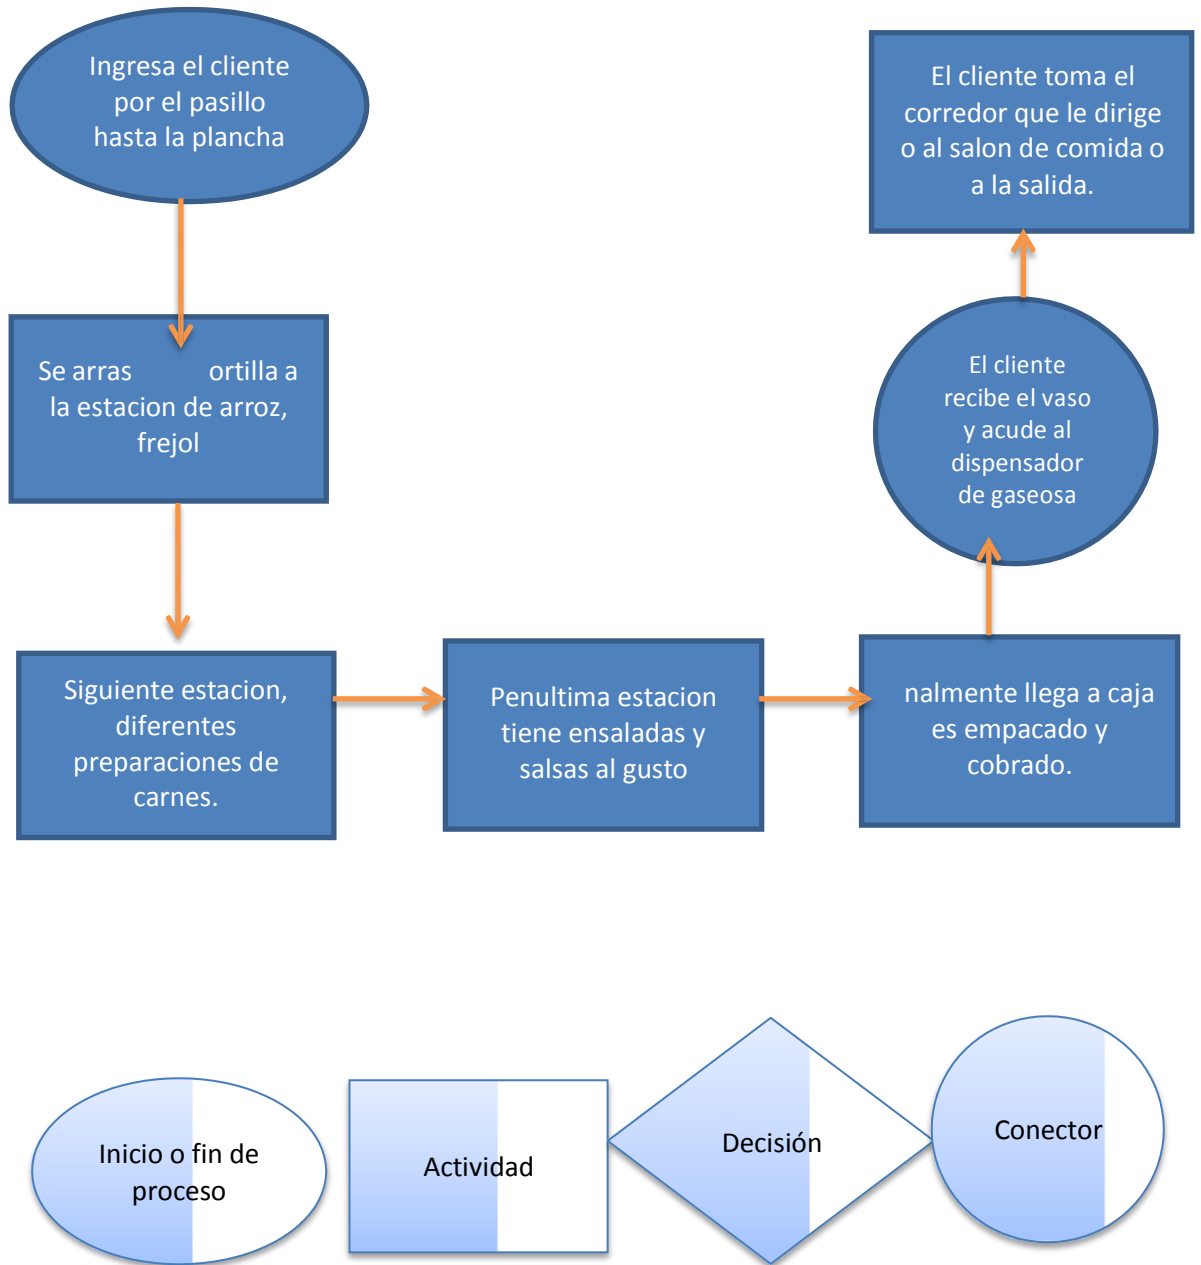 Ingresa el cliente
por el pasillo
hasta la plancha
Se arras ortilla a
la estacion de arroz,
frejol
Siguiente estacion,
diferentes
preparaciones de
carnes.
Penultima estacion
tiene ensaladas y
salsas al gusto
nalmente llega a caja
es empacado y
cobrado.
El cliente
recibe el vaso
y acude al
dispensador
de gaseosa
El cliente toma el
corredor que le dirige
o al salon de comida o
a la salida.
Inicio o fin de
proceso
Actividad
Decisión
Conector